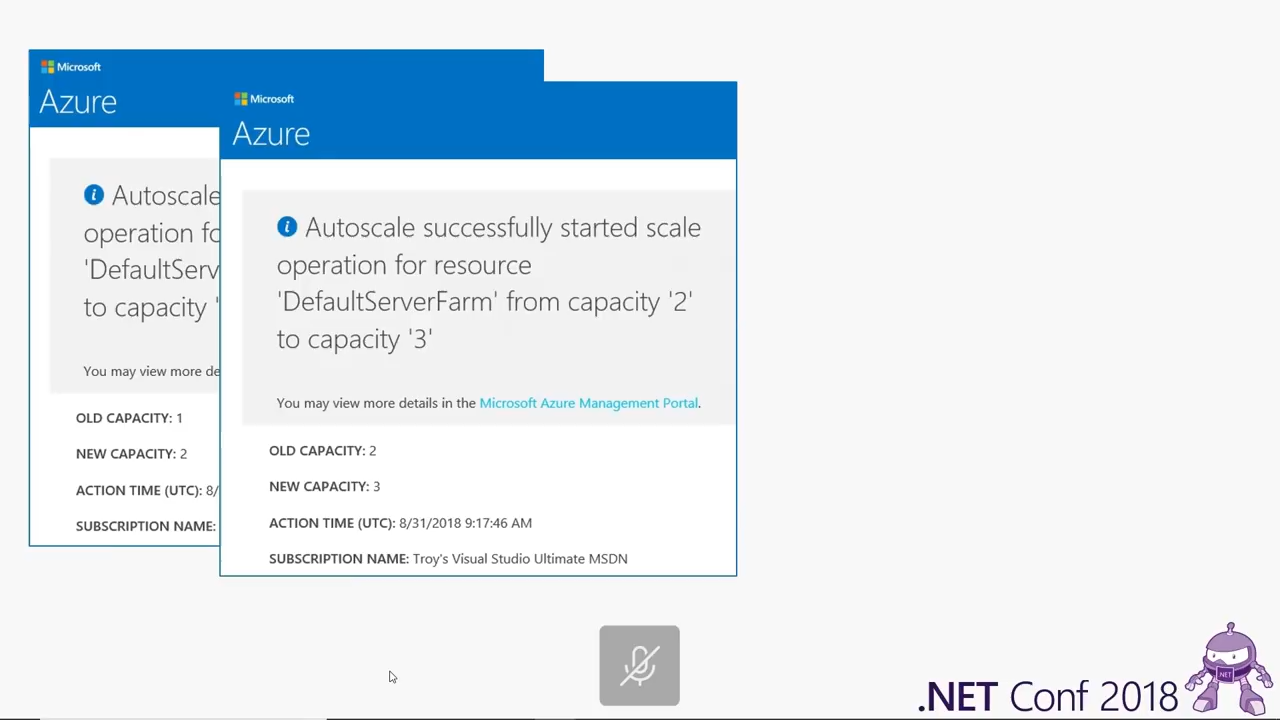 Microsoft
Azure
Autoscale
operation fo
'DefaultServ
to capacity '
You may view more de
OLD CAPACITY: 1
NEW CAPACITY: 2
ACTION TIME (UTC): 8/
SUBSCRIPTION NAME:
Microsoft
Azure
Autoscale successfully started scale
operation for resource
'DefaultServerFarm' from capacity '2'
to capacity '3'
You may view more details in the Microsoft Azure Management Portal.
OLD CAPACITY: 2
NEW CAPACITY: 3
ACTION TIME (UTC): 8/31/2018 9:17:46 AM
SUBSCRIPTION NAME: Troy's Visual Studio Ultimate MSDN
.NET Conf 2018
.NET